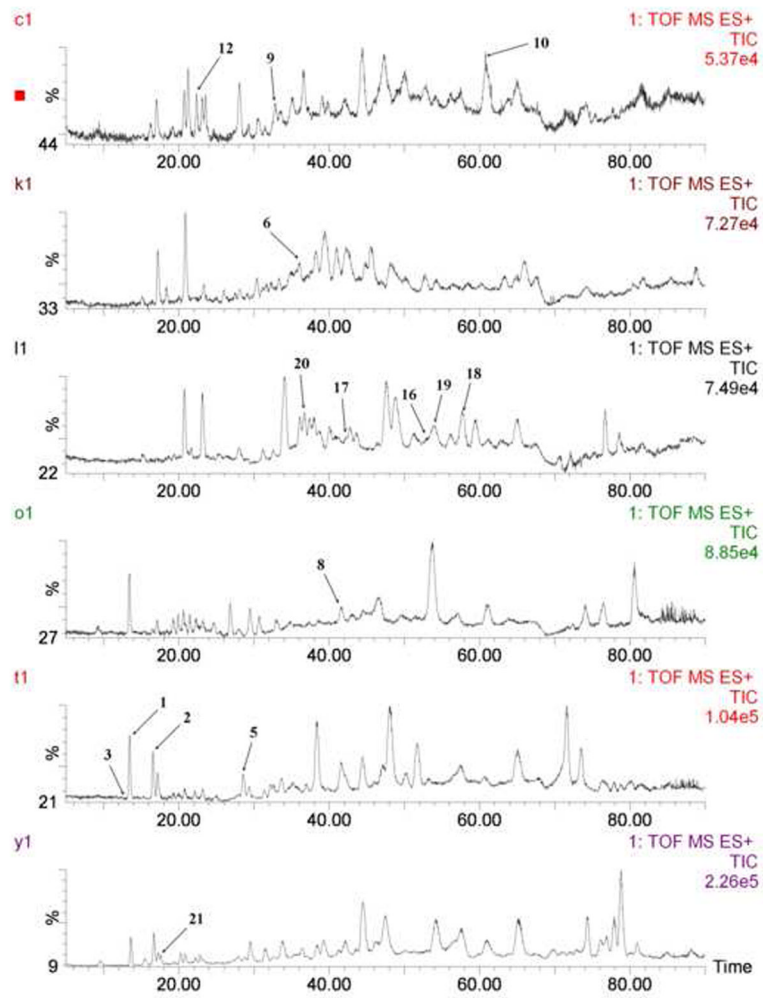 c1 1: TOF MS ES+
TIC
5.37e4
12 9 10
%
44
20.00 40.00 60.00 80.00
k1 1: TOF MS ES+
TIC
7.27e4
6
%
33
20.00 40.00 60.00 80.00
l1 1: TOF MS ES+
TIC
7.49e4
20 17 16 19 18
%
22
20.00 40.00 60.00 80.00
o1 1: TOF MS ES+
TIC
8.85e4
8
%
27
20.00 40.00 60.00 80.00
t1 1: TOF MS ES+
TIC
1.04e5
3 1 2 5
%
21
20.00 40.00 60.00 80.00
y1 1: TOF MS ES+
TIC
2.26e5
21
%
9 Time
20.00 40.00 60.00 80.00